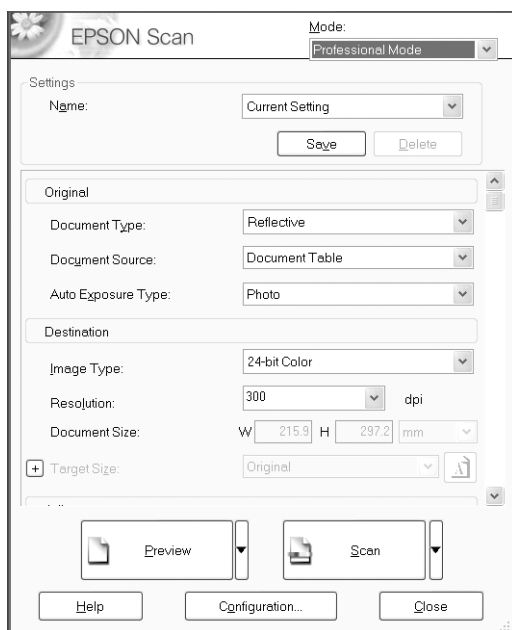 EPSON Scan
Mode:
Professional Mode
Settings
Name: Current Setting
Save Delete
Original
Document Type: Reflective
Document Source: Document Table
Auto Exposure Type: Photo
Destination
Image Type: 24-bit Color
Resolution: 300 dpi
Document Size: W 215.9 H 297.2 mm
+ Target Size: Original A
Preview Scan
Help Configuration... Close